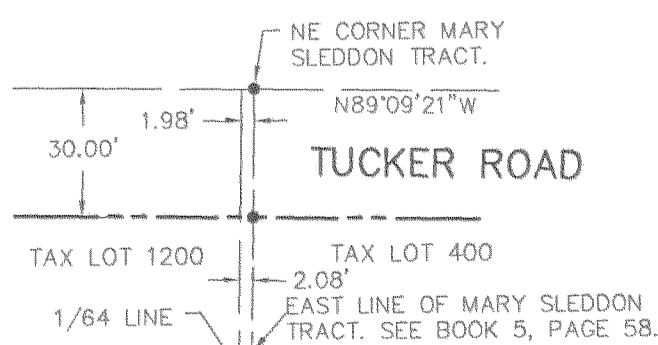 NE CORNER MARY
SLEDDON TRACT.
N89°09'21"W
1.98'
30.00'
TUCKER ROAD
TAX LOT 1200
TAX LOT 400
2.08'
1/64 LINE
EAST LINE OF MARY SLEDDON
TRACT. SEE BOOK 5, PAGE 58.